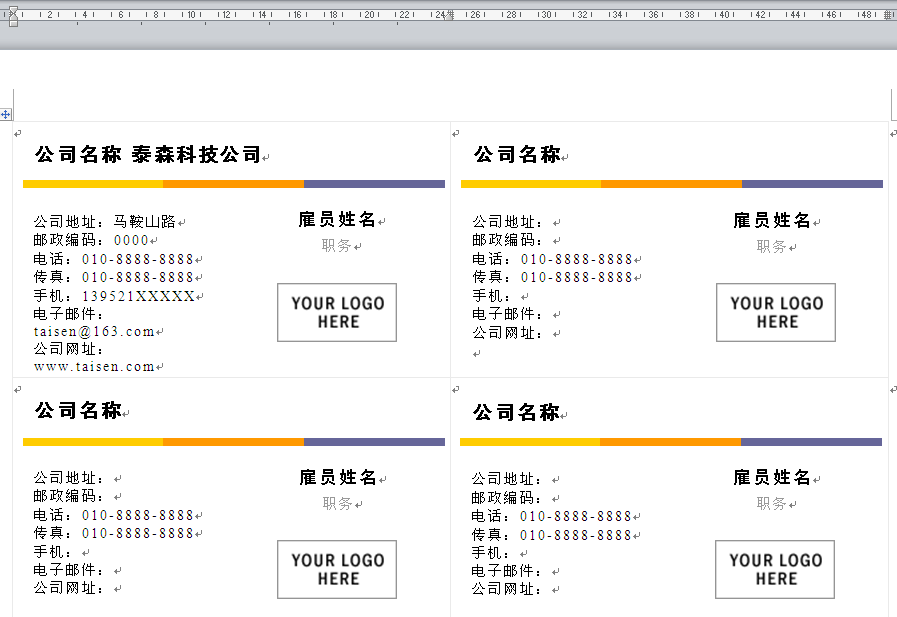 2 4 6 8 10 12 14 16 18 20 22 24 26 28 30 32 34 36 38 40 42 44 46 48
公司名称 泰森科技公司
公司地址：马鞍山路
邮政编码：0000
电话：010-8888-8888
传真：010-8888-8888
手机：139521XXXXX
电子邮件：
taisen@163.com
公司网址：
www.taisen.com
雇员姓名
职务
YOUR LOGO
HERE
公司名称
公司地址：
邮政编码：
电话：010-8888-8888
传真：010-8888-8888
手机：
电子邮件：
公司网址：
雇员姓名
职务
YOUR LOGO
HERE
公司名称
公司地址：
邮政编码：
电话：010-8888-8888
传真：010-8888-8888
手机：
电子邮件：
公司网址：
雇员姓名
职务
YOUR LOGO
HERE
公司名称
公司地址：
邮政编码：
电话：010-8888-8888
传真：010-8888-8888
手机：
电子邮件：
公司网址：
雇员姓名
职务
YOUR LOGO
HERE